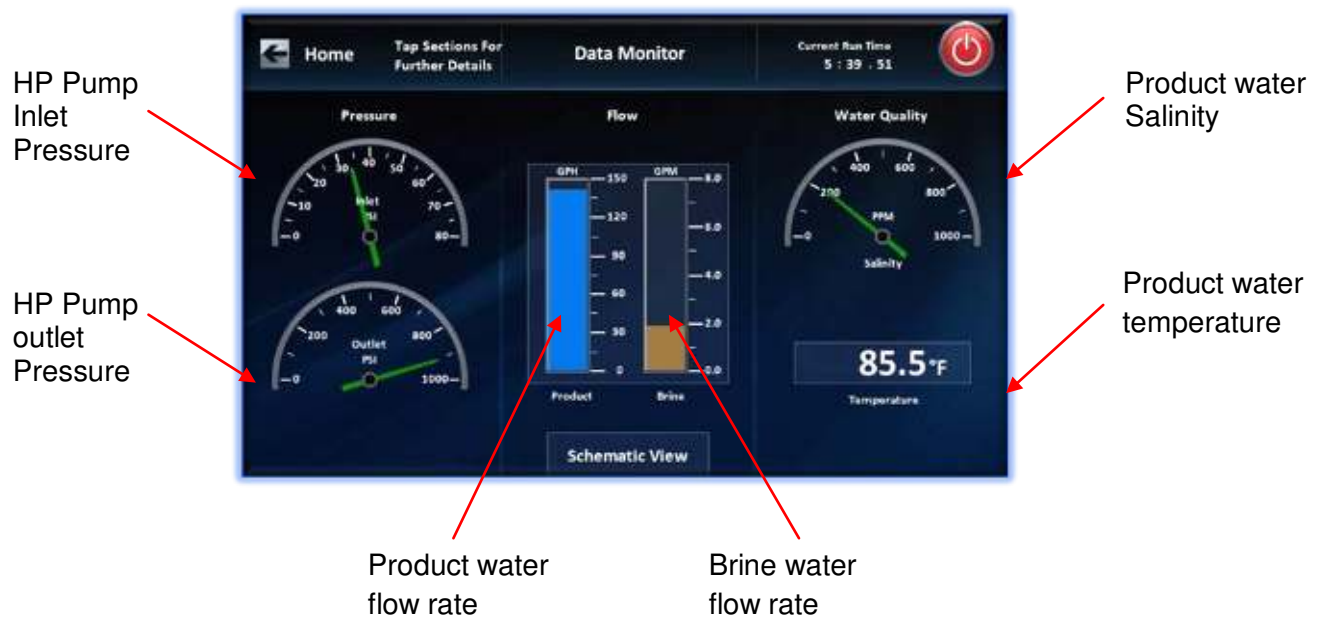 Home
Tap Sections For
Further Details
Data Monitor
Current Run Time
5 : 39 . 51
HP Pump
Inlet
Pressure
Pressure
0
10
20
30
40
50
60
70
80
Inlet
PSI
HP Pump
outlet
Pressure
0
200
400
600
800
1000
Outlet
PSI
Flow
GPH
150
120
90
60
30
0
Product
GPM
8.0
6.0
4.0
2.0
0.0
Brine
Schematic View
Water Quality
0
200
400
600
800
1000
PPM
Salinity
Product water
Salinity
85.5°F
Temperature
Product water
temperature
Product water
flow rate
Brine water
flow rate